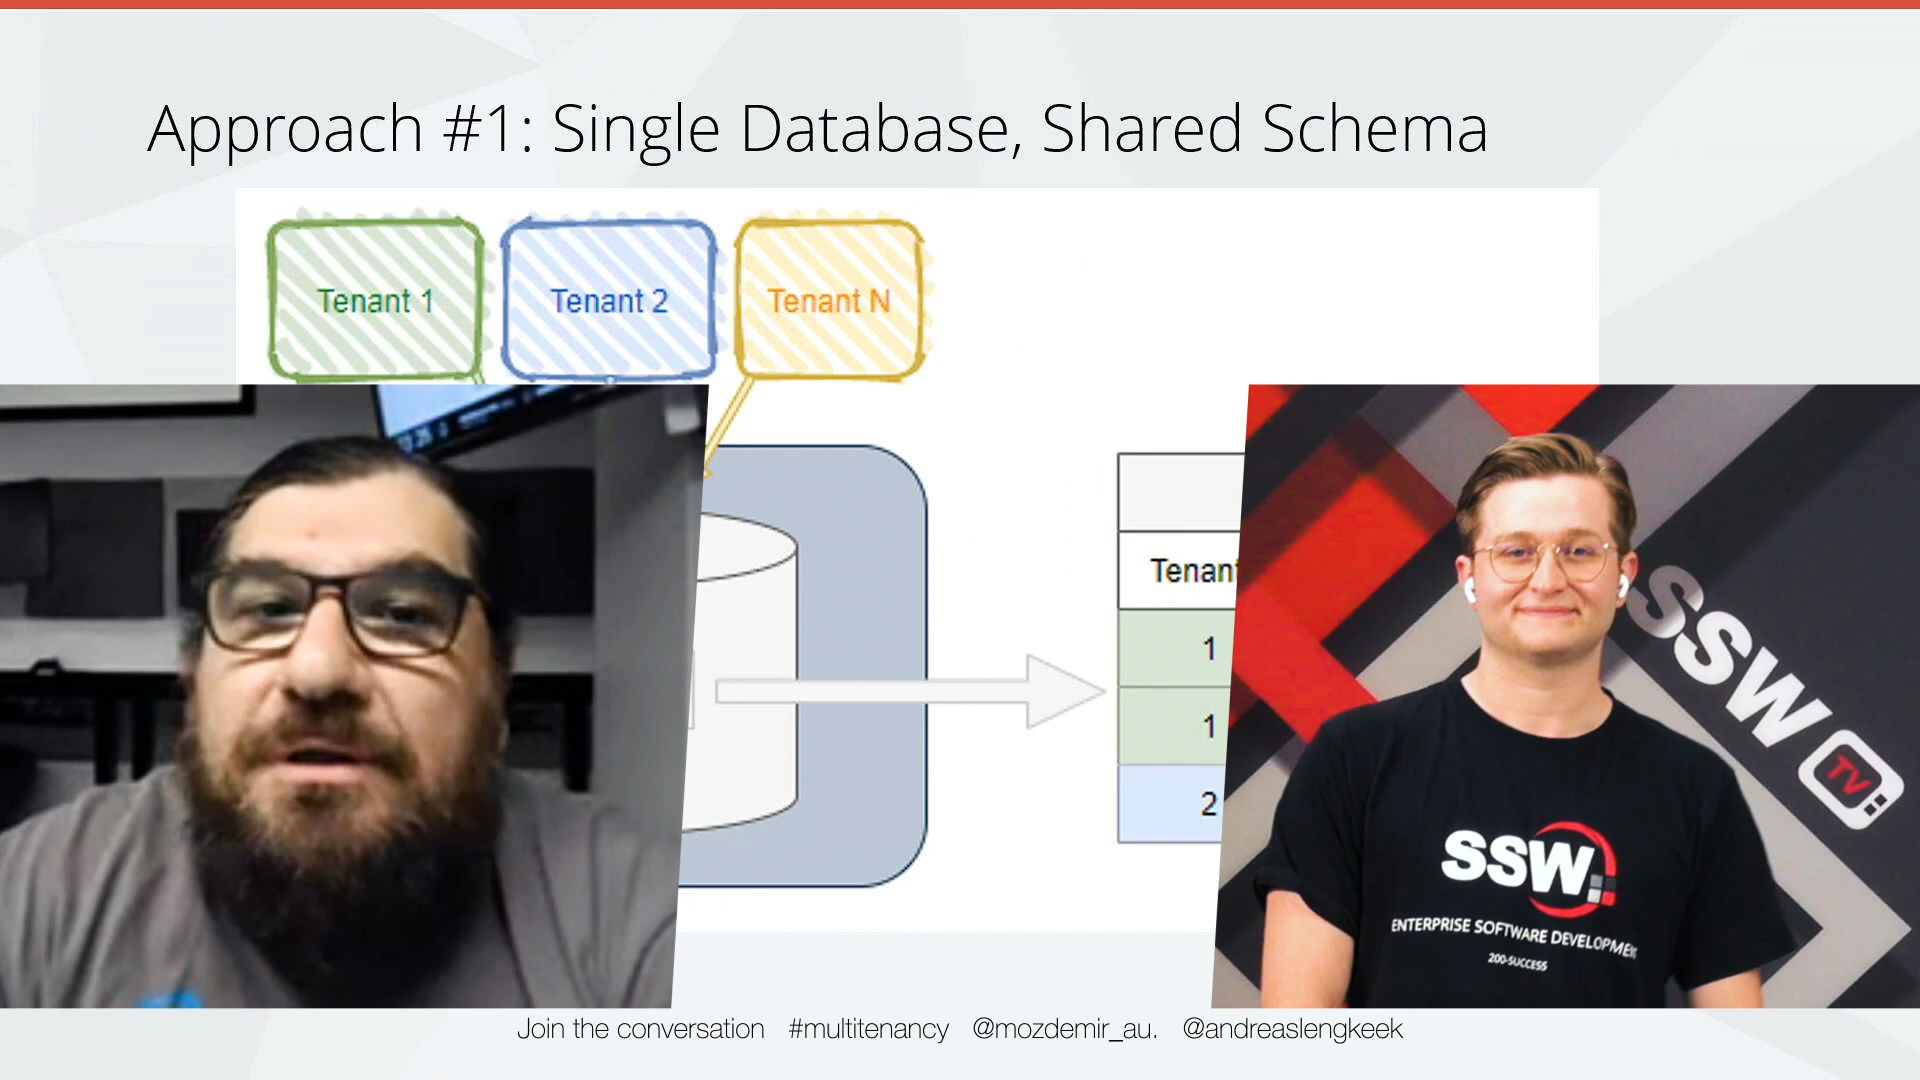 Approach #1: Single Database, Shared Schema
Tenant 1
Tenant 2
Tenant N
Tenant
1
1
2
SSW
TV
SSW
ENTERPRISE SOFTWARE DEVELOPMENT
200-SUCCESS
Join the conversation #multitenancy @mozdemir_au. @andreaslengkeek